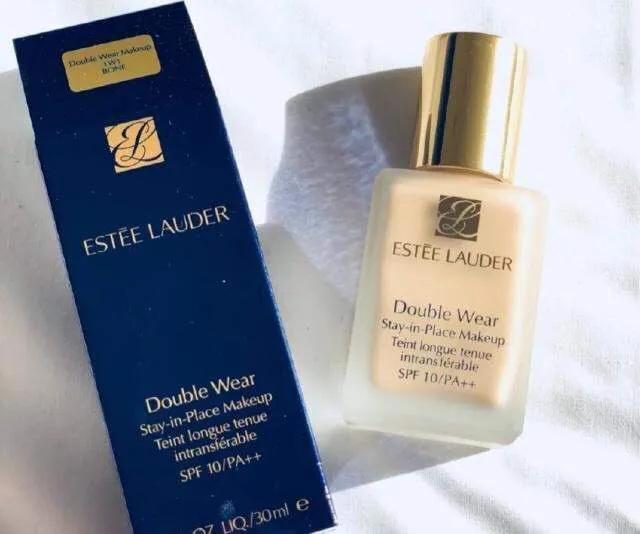 Double Wear Makeup
1W1
BONE
ESTĒE LAUDER
Double Wear
Stay-in-Place Makeup
Teint longue tenue
intransférable
SPF 10/PA++
OZ. LIQ./30ml e
ESTĒE LAUDER
Double Wear
Stay-in-Place Makeup
Teint longue tenue
intransférable
SPF 10/PA++